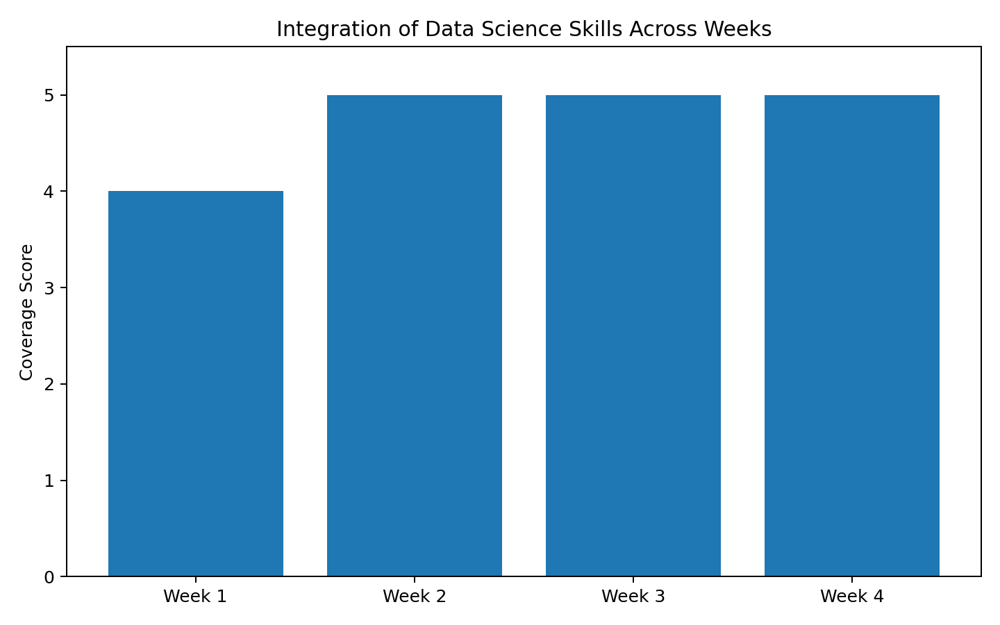 Integration of Data Science Skills Across Weeks
Coverage Score
5
4
3
2
1
0
Week 1
Week 2
Week 3
Week 4